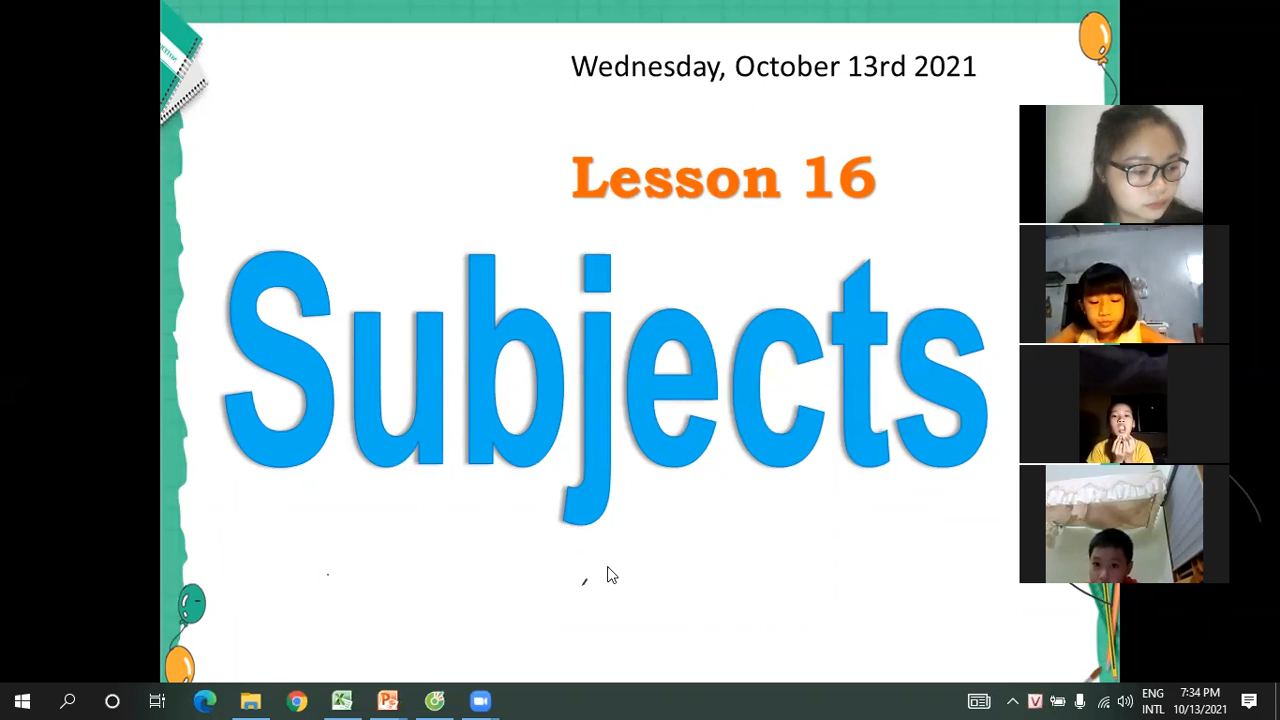 Wednesday, October 13rd 2021
Lesson 16
Subjects
ENG
7:34 PM
INTL
10/13/2021